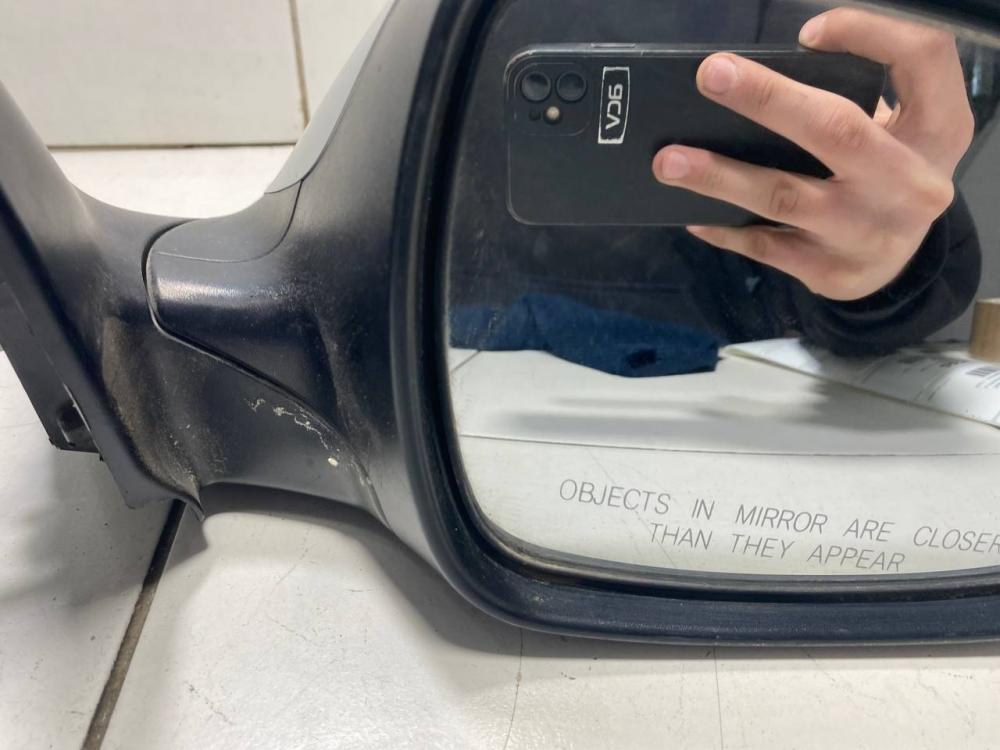 OBJECTS IN MIRROR ARE CLOSER
THAN THEY APPEAR